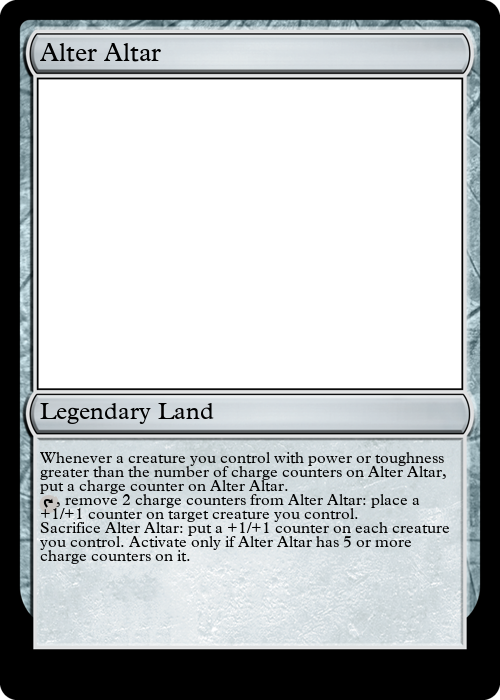 Alter Altar
Legendary Land
Whenever a creature you control with power or toughness
greater than the number of charge counters on Alter Altar,
put a charge counter on Alter Altar.
, remove 2 charge counters from Alter Altar: place a
+1/+1 counter on target creature you control.
Sacrifice Alter Altar: put a +1/+1 counter on each creature
you control. Activate only if Alter Altar has 5 or more
charge counters on it.